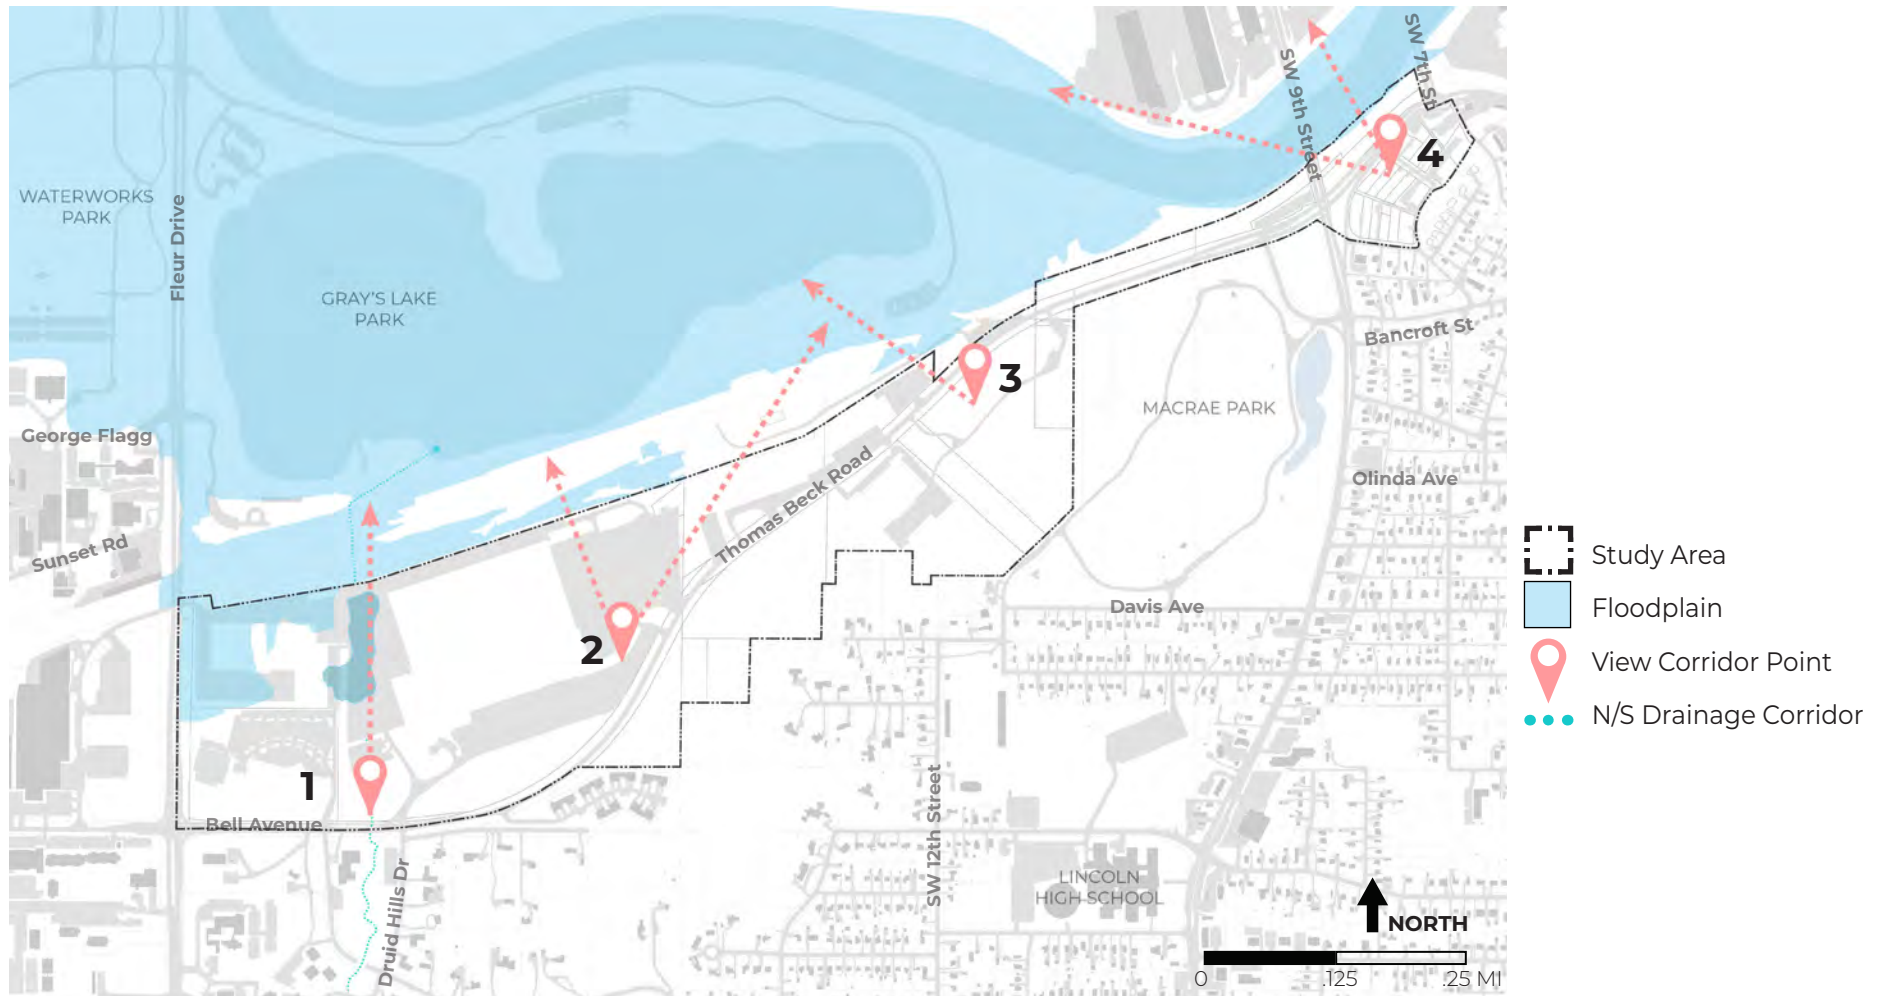 SW 7th St
SW 9th Street
4
WATERWORKS
PARK
Fleur Drive
GRAY'S LAKE
PARK
Bancroft St
3
MACRAE PARK
George Flagg
Thomas Beck Road
Olinda Ave
Sunset Rd
Study Area
Davis Ave
Floodplain
2
View Corridor Point
N/S Drainage Corridor
1
Bell Avenue
SW 12th Street
Druid Hills Dr
LINCOLN
HIGH SCHOOL
NORTH
0 .125 .25 MI